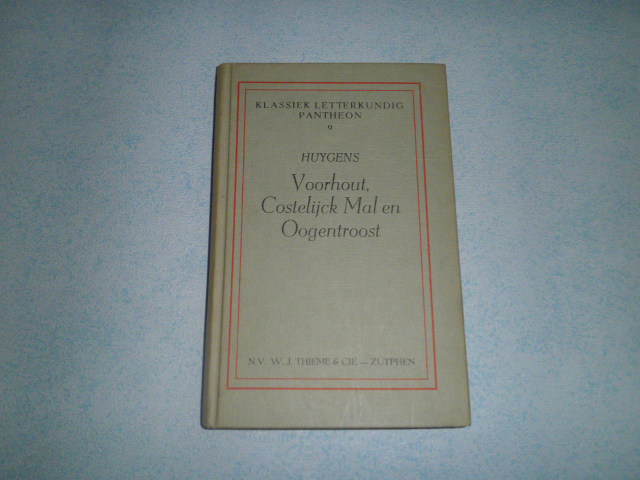 KLASSIEK LETTERKUNDIG
PANTHEON
9
HUYGENS
Voorhout,
Costelijck Mal en
Oogentroost
N.V. W.J. THIEME & CIE — ZUTPHEN